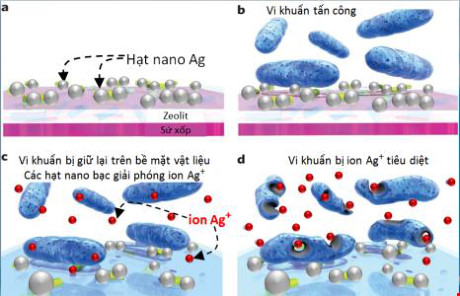 a
Hạt nano Ag
Zeolit
Sứ xốp
b
Vi khuẩn tấn công
c
Vi khuẩn bị giữ lại trên bề mặt vật liệu
Các hạt nano bạc giải phóng ion Ag⁺
ion Ag⁺
d
Vi khuẩn bị ion Ag⁺ tiêu diệt